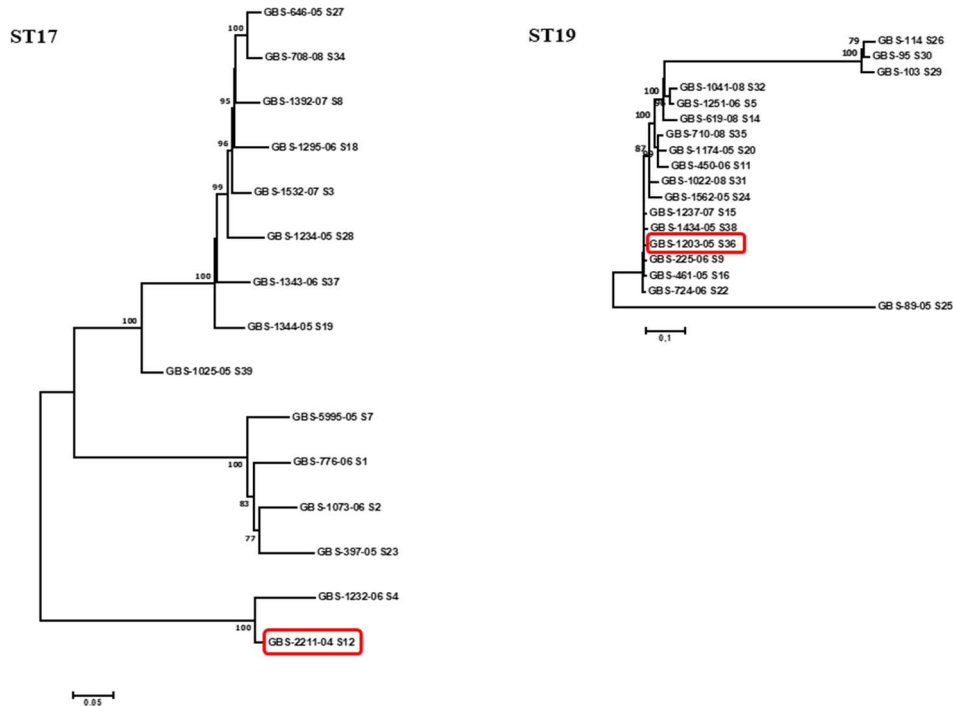 ST17
GBS-646-05 S27
100
GBS-708-08 S34
GBS-1392-07 S8
95
GBS-1295-06 S18
96
GBS-1532-07 S3
99
GBS-1234-05 S28
GBS-1343-06 S37
100
GBS-1344-05 S19
100
GBS-1025-05 S39
GBS-5995-05 S7
100
GBS-776-06 S1
83
GBS-1073-06 S2
77
GBS-397-05 S23
GBS-1232-06 S4
100
GBS-2211-04 S12
0.05
ST19
79
GBS-114 S26
100
GBS-95 S30
GBS-103 S29
GBS-1041-08 S32
100
GBS-1251-06 S5
GBS-619-08 S14
100
GBS-710-08 S35
87
GBS-1174-05 S20
GBS-450-06 S11
GBS-1022-08 S31
GBS-1562-05 S24
GBS-1237-07 S15
GBS-1434-05 S38
GBS-1203-05 S36
GBS-225-06 S9
GBS-461-05 S16
GBS-724-06 S22
GBS-89-05 S25
0,1